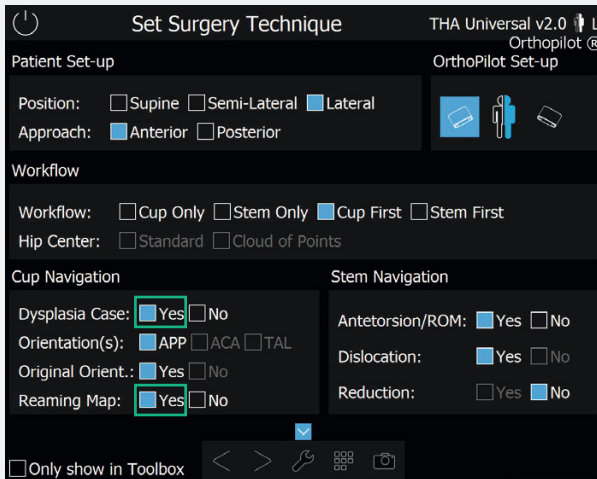 Set Surgery Technique
THA Universal v2.0 L
Orthopilot ®
Patient Set-up
OrthoPilot Set-up
Position: Supine Semi-Lateral Lateral
Approach: Anterior Posterior
Workflow
Workflow: Cup Only Stem Only Cup First Stem First
Hip Center: Standard Cloud of Points
Cup Navigation
Stem Navigation
Dysplasia Case: Yes No
Antetorsion/ROM: Yes No
Orientation(s): APP ACA TAL
Dislocation: Yes No
Original Orient.: Yes No
Reduction: Yes No
Reaming Map: Yes No
Only show in Toolbox